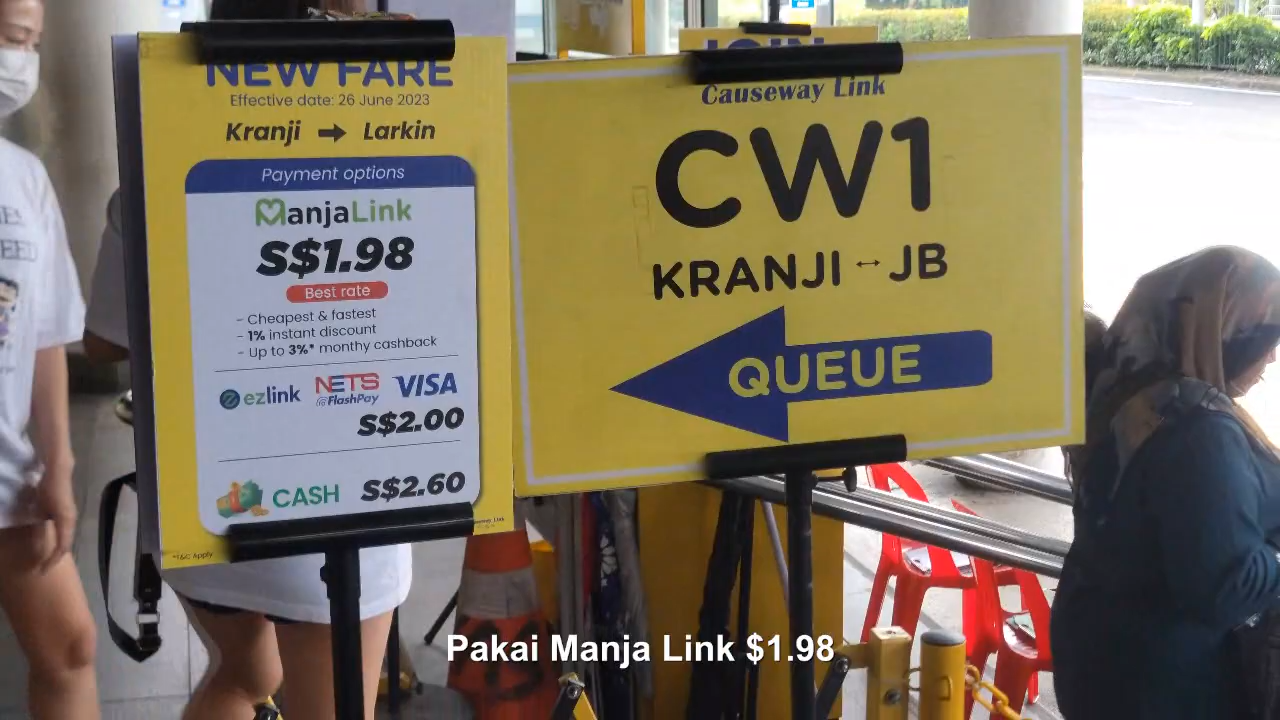 NEW FARE
Effective date: 26 June 2023
Kranji → Larkin
Payment options
ManjaLink
S$1.98
Best rate
- Cheapest & fastest
- 1% instant discount
- Up to 3%* monthy cashback
ezlink NETS FlashPay VISA
S$2.00
CASH S$2.60
*T&C Apply
JOIN
Causeway Link
CW1
KRANJI ↔ JB
QUEUE
Pakai Manja Link $1.98